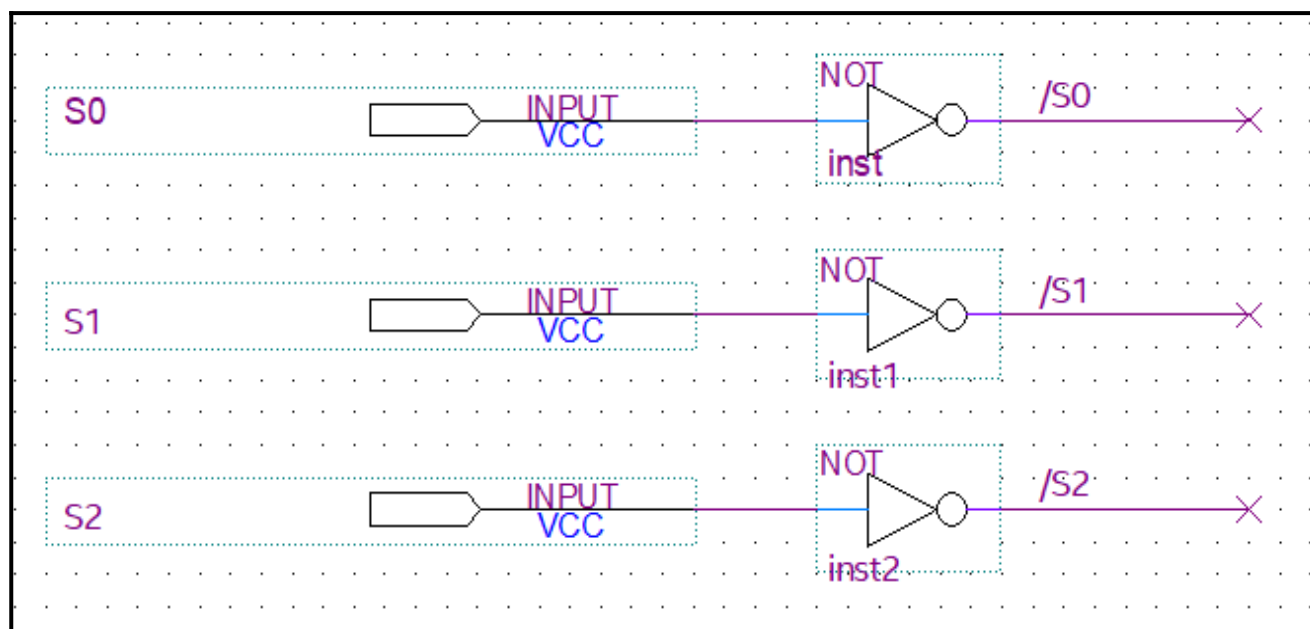 NOT
S0 INPUT /S0
VCC
inst
NOT
S1 INPUT /S1
VCC
inst1
NOT
S2 INPUT /S2
VCC
inst2